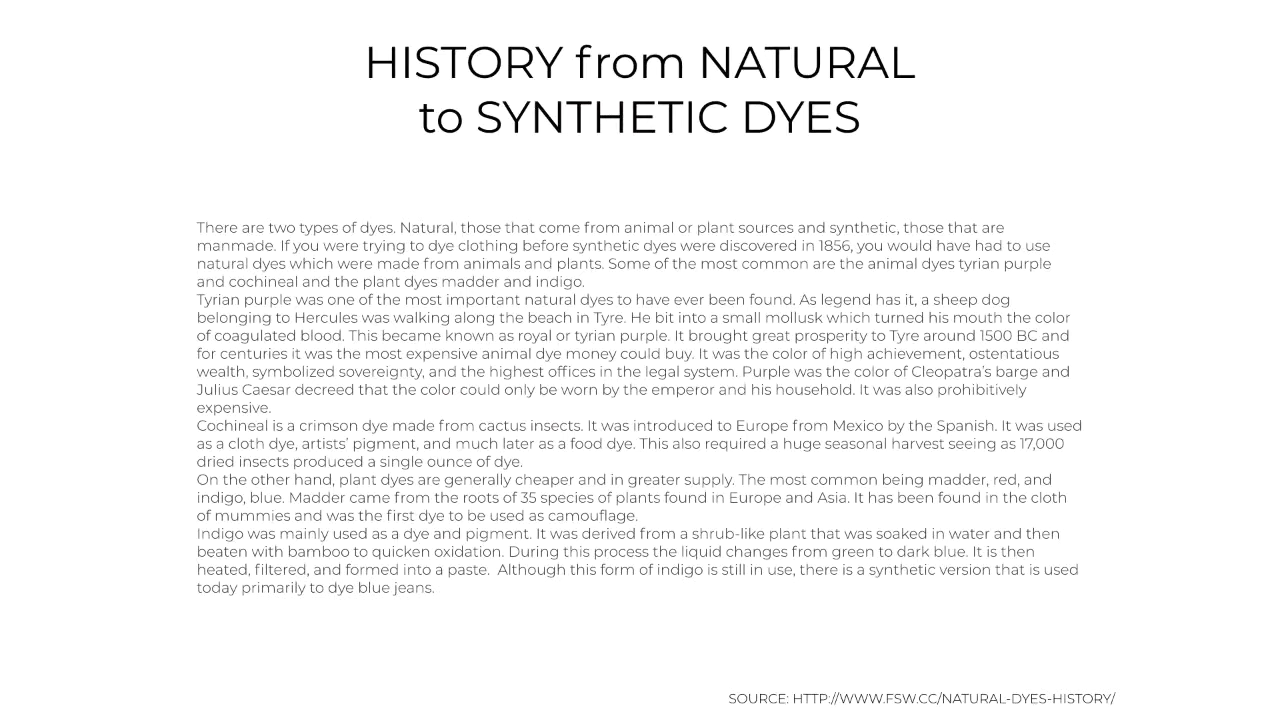 HISTORY from NATURAL
to SYNTHETIC DYES
There are two types of dyes. Natural, those that come from animal or plant sources and synthetic, those that are
manmade. If you were trying to dye clothing before synthetic dyes were discovered in 1856, you would have had to use
natural dyes which were made from animals and plants. Some of the most common are the animal dyes tyrian purple
and cochineal and the plant dyes madder and indigo.
Tyrian purple was one of the most important natural dyes to have ever been found. As legend has it, a sheep dog
belonging to Hercules was walking along the beach in Tyre. He bit into a small mollusk which turned his mouth the color
of coagulated blood. This became known as royal or tyrian purple. It brought great prosperity to Tyre around 1500 BC and
for centuries it was the most expensive animal dye money could buy. It was the color of high achievement, ostentatious
wealth, symbolized sovereignty, and the highest offices in the legal system. Purple was the color of Cleopatra’s barge and
Julius Caesar decreed that the color could only be worn by the emperor and his household. It was also prohibitively
expensive.
Cochineal is a crimson dye made from cactus insects. It was introduced to Europe from Mexico by the Spanish. It was used
as a cloth dye, artists’ pigment, and much later as a food dye. This also required a huge seasonal harvest seeing as 17,000
dried insects produced a single ounce of dye.
On the other hand, plant dyes are generally cheaper and in greater supply. The most common being madder, red, and
indigo, blue. Madder came from the roots of 35 species of plants found in Europe and Asia. It has been found in the cloth
of mummies and was the first dye to be used as camouflage.
Indigo was mainly used as a dye and pigment. It was derived from a shrub-like plant that was soaked in water and then
beaten with bamboo to quicken oxidation. During this process the liquid changes from green to dark blue. It is then
heated, filtered, and formed into a paste.  Although this form of indigo is still in use, there is a synthetic version that is used
today primarily to dye blue jeans.
SOURCE: HTTP://WWW.FSW.CC/NATURAL-DYES-HISTORY/